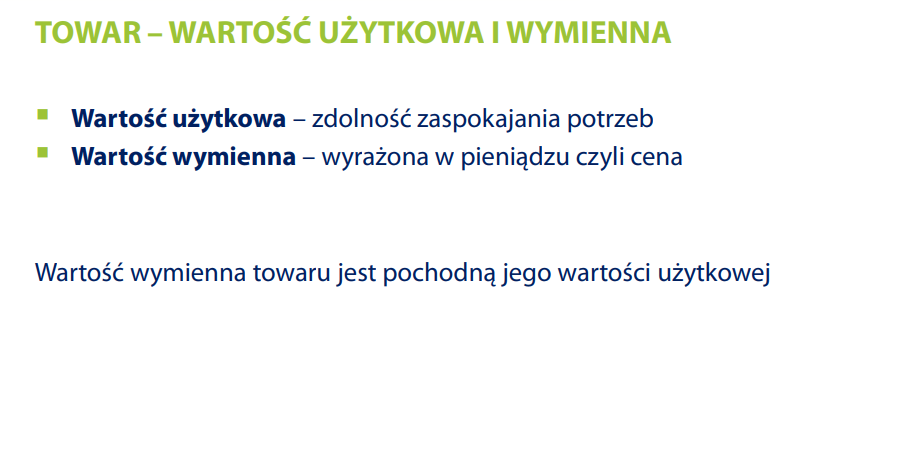 TOWAR – WARTOŚĆ UŻYTKOWA I WYMIENNA
▪ Wartość użytkowa – zdolność zaspokajania potrzeb
▪ Wartość wymienna – wyrażona w pieniądzu czyli cena
Wartość wymienna towaru jest pochodną jego wartości użytkowej